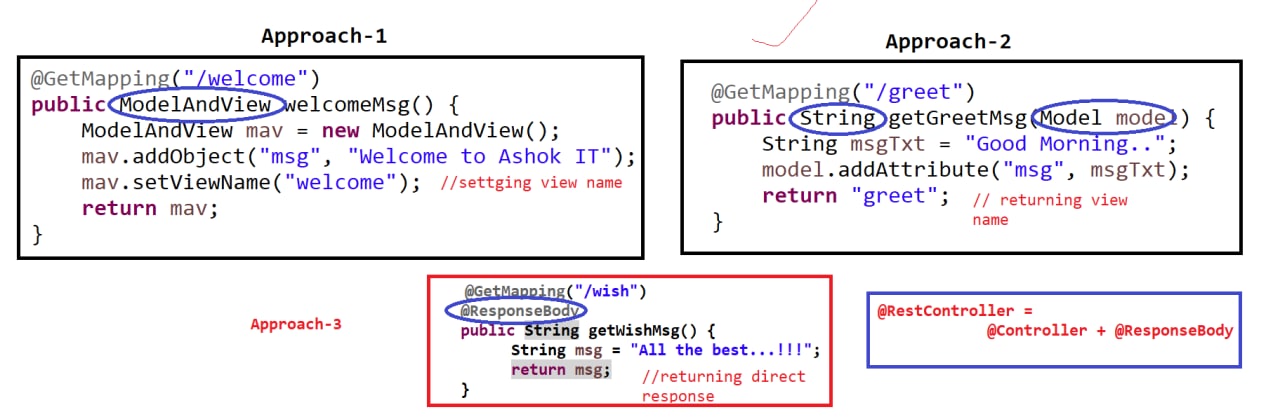 Approach-1
@GetMapping("/welcome")
public ModelAndView welcomeMsg() {
ModelAndView mav = new ModelAndView();
mav.addObject("msg", "Welcome to Ashok IT");
mav.setViewName("welcome"); //settging view name
return mav;
}
Approach-2
@GetMapping("/greet")
public String getGreetMsg(Model model) {
String msgTxt = "Good Morning..";
model.addAttribute("msg", msgTxt);
return "greet"; // returning view
name
}
Approach-3
@GetMapping("/wish")
@ResponseBody
public String getWishMsg() {
String msg = "All the best...!!!";
return msg; //returning direct
response
}
@RestController =
@Controller + @ResponseBody